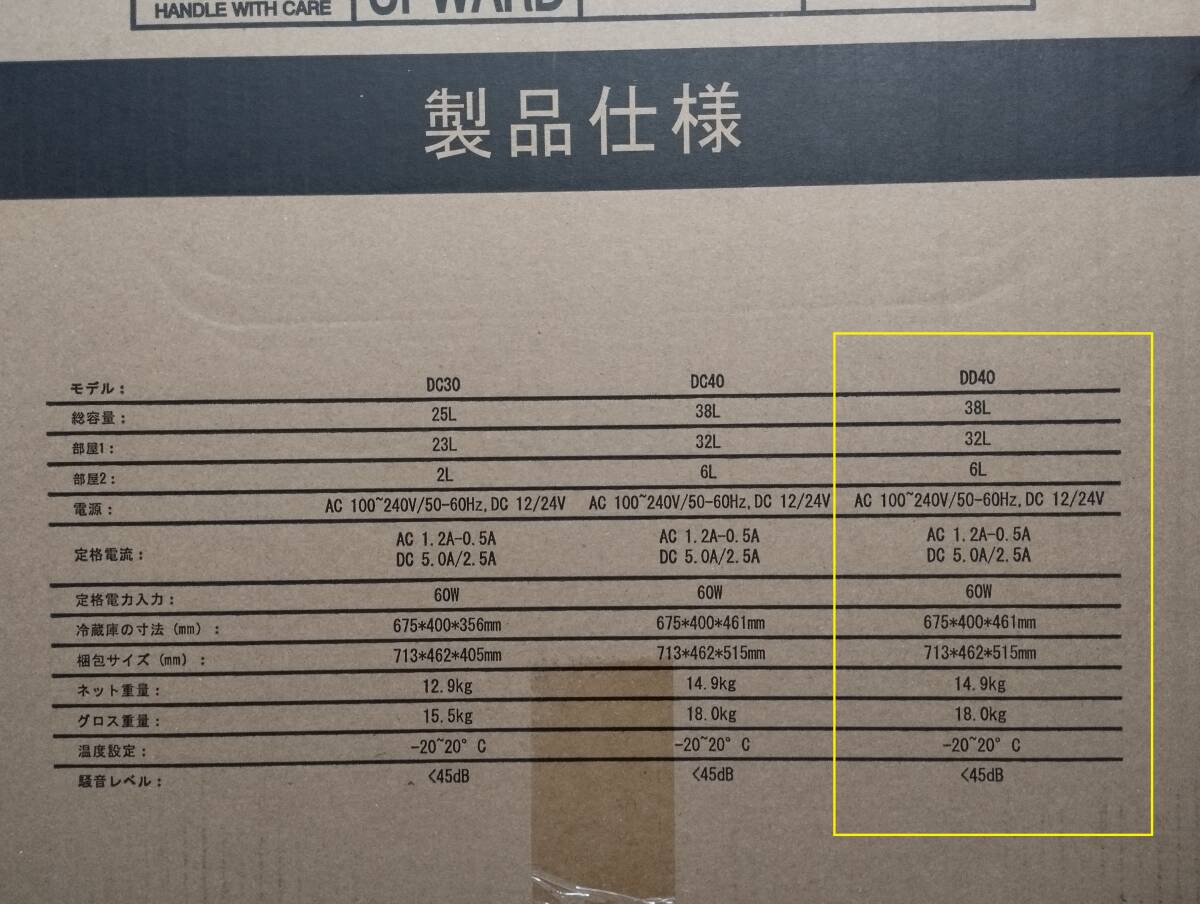 HANDLE WITH CARE
UPWARD
製品仕様
モデル: DC30 DC40 DD40
総容量: 25L 38L 38L
部屋1: 23L 32L 32L
部屋2: 2L 6L 6L
電源: AC 100~240V/50-60Hz, DC 12/24V AC 100~240V/50-60Hz, DC 12/24V AC 100~240V/50-60Hz, DC 12/24V
定格電流: AC 1.2A-0.5A AC 1.2A-0.5A AC 1.2A-0.5A
DC 5.0A/2.5A DC 5.0A/2.5A DC 5.0A/2.5A
定格電力入力: 60W 60W 60W
冷蔵庫の寸法(mm): 675*400*356mm 675*400*461mm 675*400*461mm
梱包サイズ(mm): 713*462*405mm 713*462*515mm 713*462*515mm
ネット重量: 12.9kg 14.9kg 14.9kg
グロス重量: 15.5kg 18.0kg 18.0kg
温度設定: -20~20° C -20~20° C -20~20° C
騒音レベル: <45dB <45dB <45dB